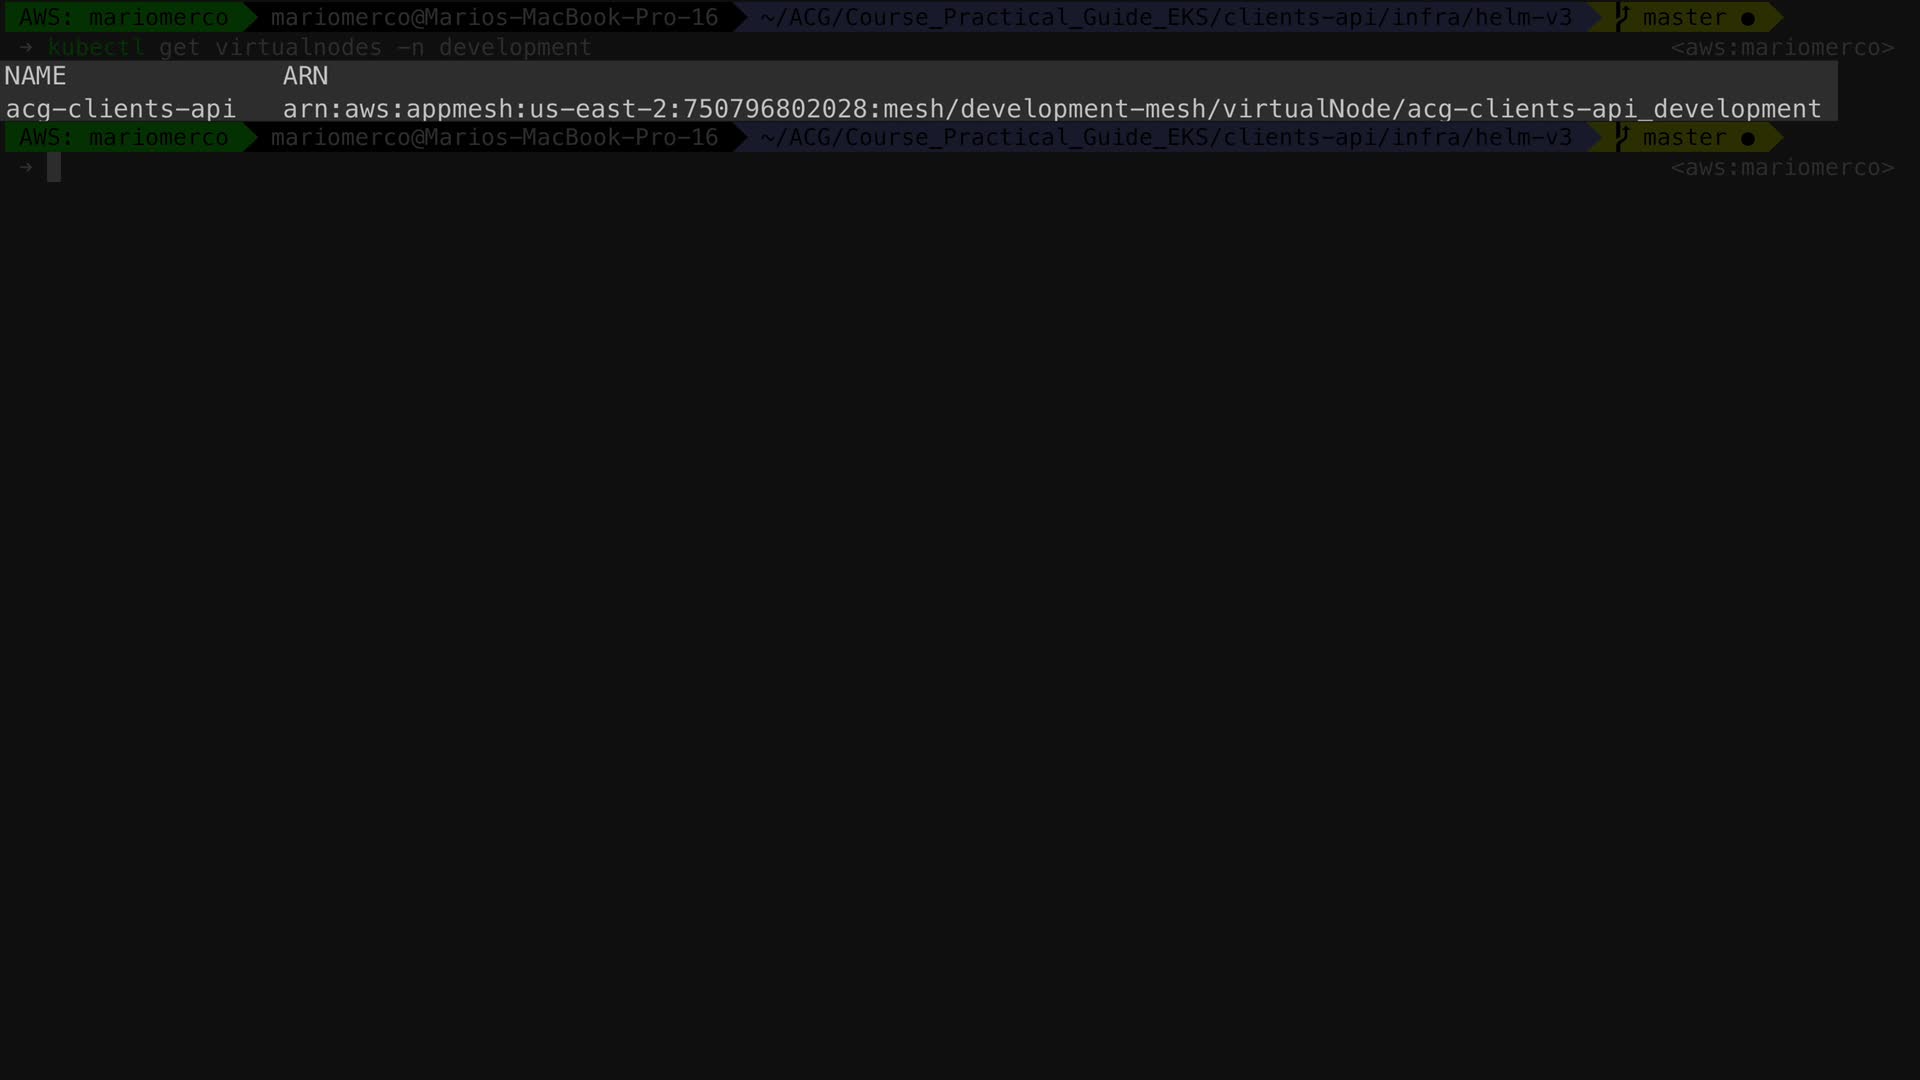 AWS: mariomerco mariomerco@Marios-MacBook-Pro-16 ~/ACG/Course_Practical_Guide_EKS/clients-api/infra/helm-v3 master ●
→ kubectl get virtualnodes -n development <aws:mariomerco>
NAME ARN
acg-clients-api arn:aws:appmesh:us-east-2:750796802028:mesh/development-mesh/virtualNode/acg-clients-api_development
AWS: mariomerco mariomerco@Marios-MacBook-Pro-16 ~/ACG/Course_Practical_Guide_EKS/clients-api/infra/helm-v3 master ●
→ <aws:mariomerco>